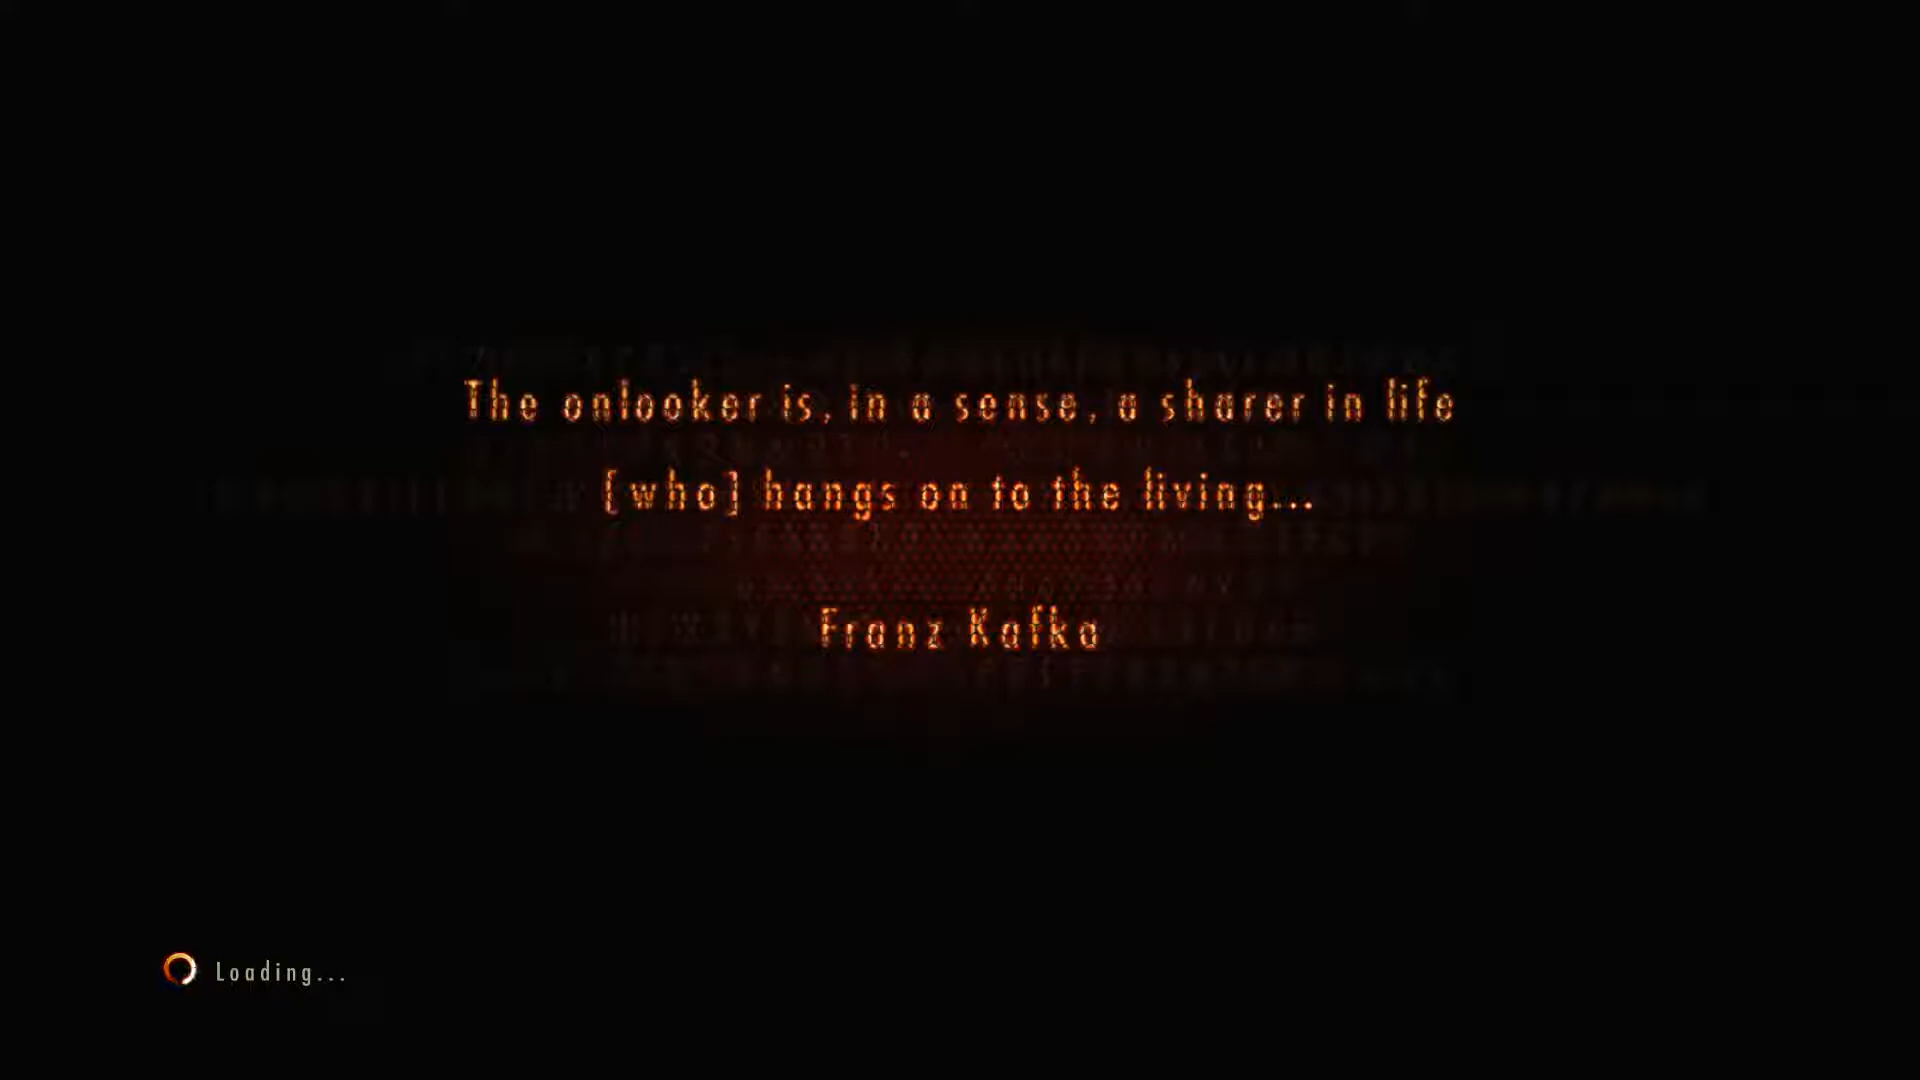 The onlooker is, in a sense, a sharer in life
[who] hangs on to the living...
Franz Kafka
Loading...